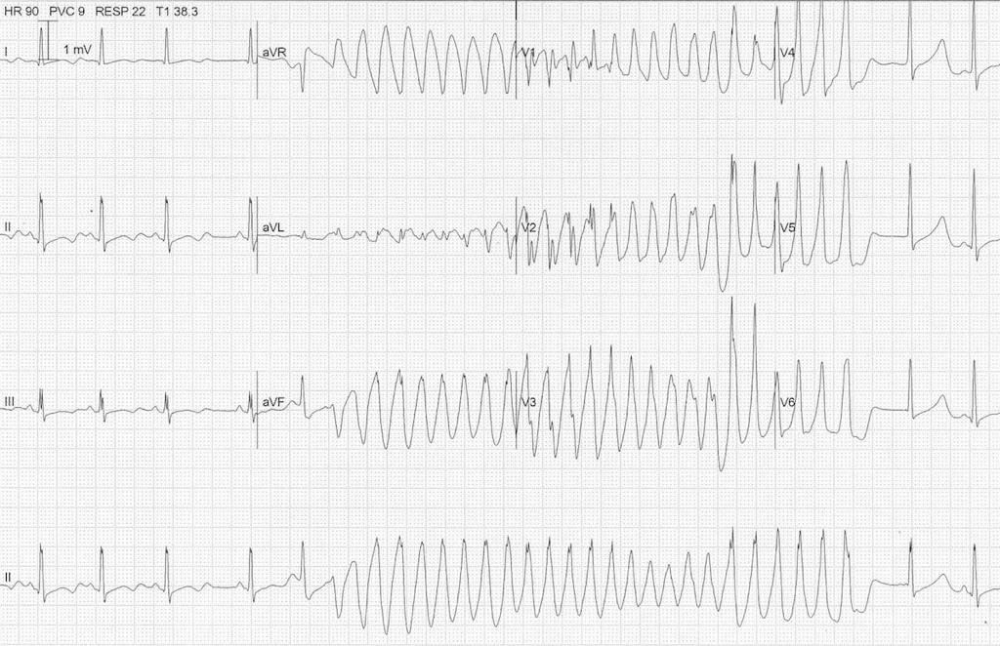 HR 90 PVC 9 RESP 22 T1 38.3
I
1 mV
aVR
V1
V4
II
aVL
V2
V5
III
aVF
V3
V6
II